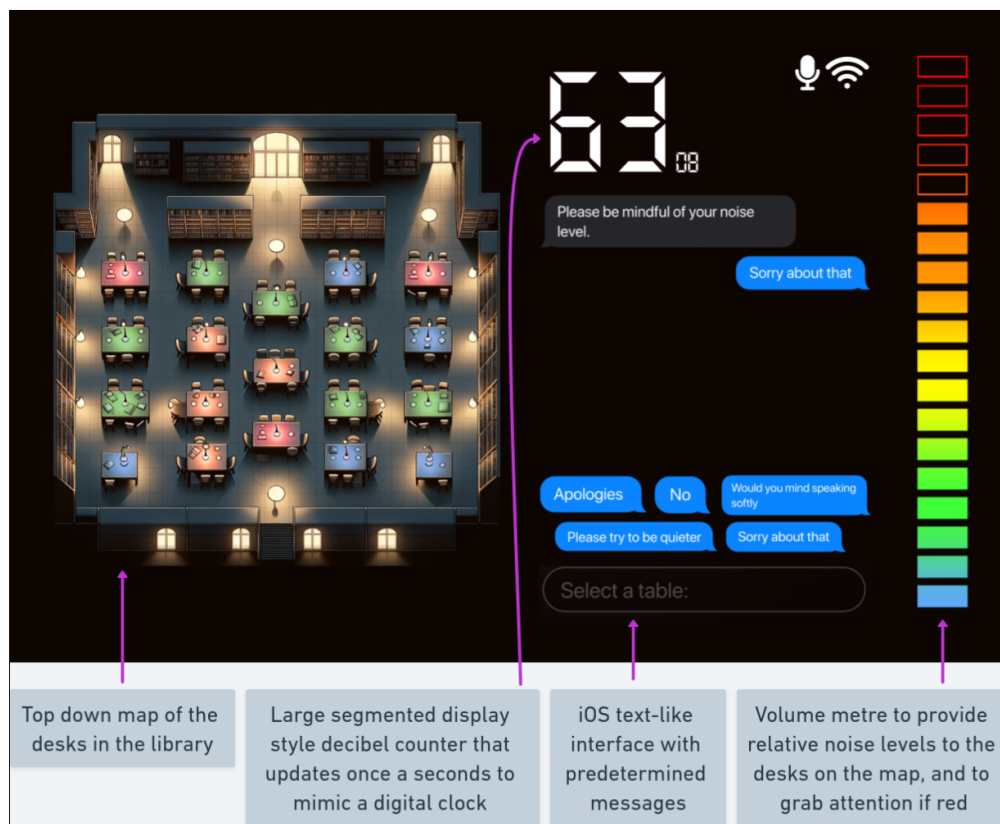 63
08
Please be mindful of your noise
level.
Sorry about that
Apologies
No
Would you mind speaking
softly
Please try to be quieter
Sorry about that
Select a table:
Top down map of the
desks in the library
Large segmented display
style decibel counter that
updates once a seconds to
mimic a digital clock
iOS text-like
interface with
predetermined
messages
Volume metre to provide
relative noise levels to the
desks on the map, and to
grab attention if red